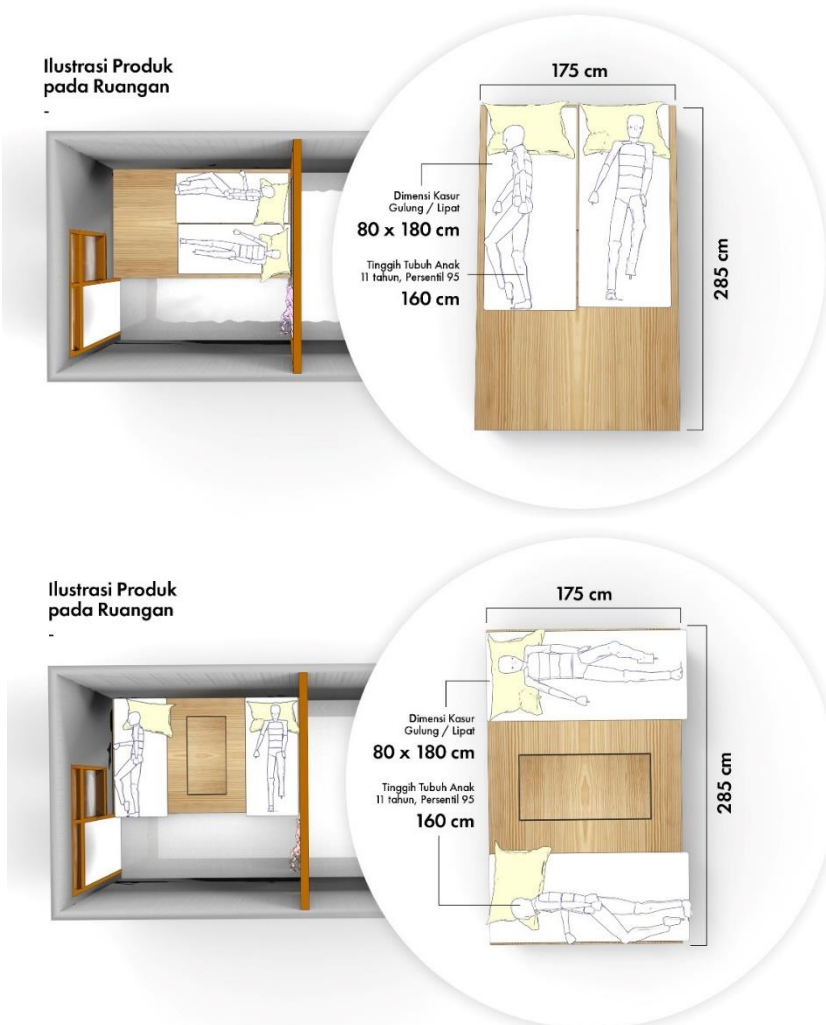 Ilustrasi Produk
pada Ruangan
-
175 cm
Dimensi Kasur
Gulung / Lipat
80 x 180 cm
Tinggih Tubuh Anak
11 tahun, Persentil 95
160 cm
285 cm
Ilustrasi Produk
pada Ruangan
-
175 cm
Dimensi Kasur
Gulung / Lipat
80 x 180 cm
Tinggih Tubuh Anak
11 tahun, Persentil 95
160 cm
285 cm